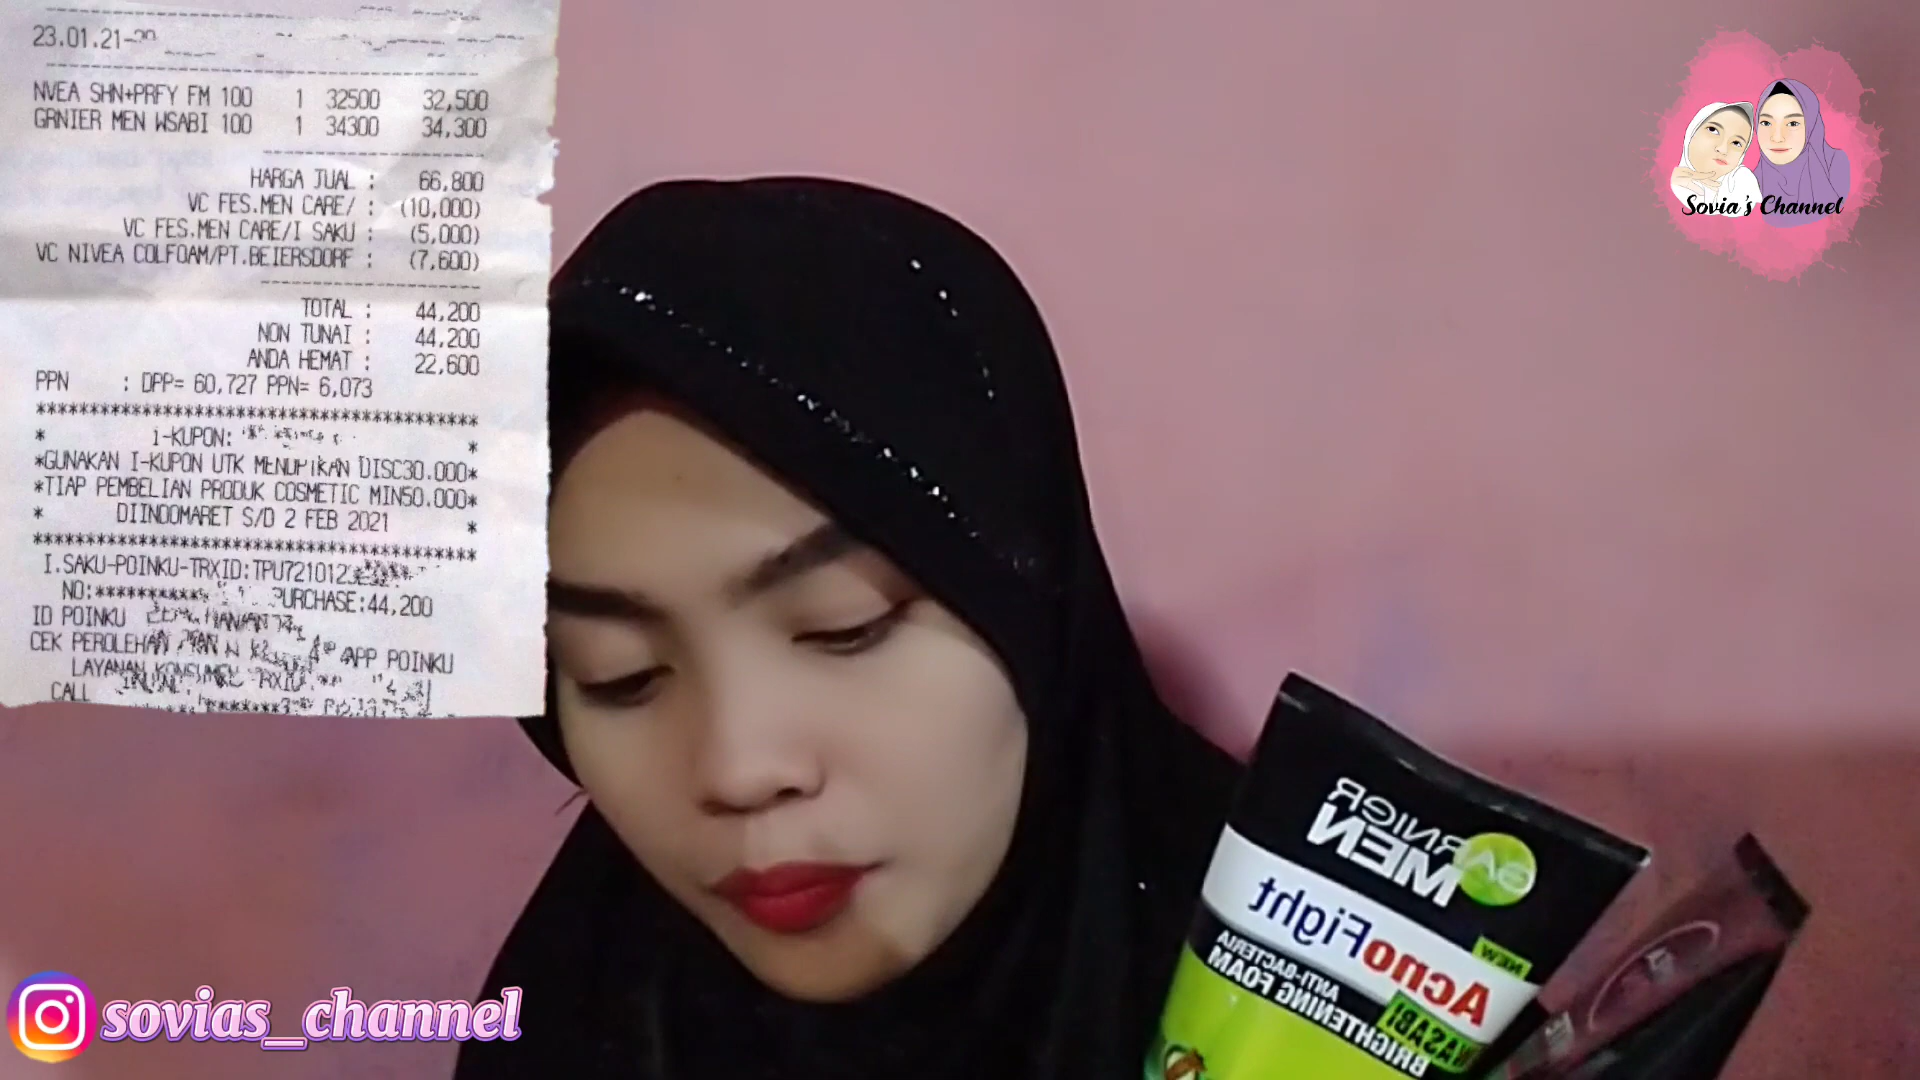 23.01.21-
NVEA SHN+PRFY FM 100 1 32500 32,500
GRNIER MEN WSABI 100 1 34300 34,300
HARGA JUAL : 66,800
VC FES.MEN CARE/ : (10,000)
VC FES.MEN CARE/I SAKU : (5,000)
VC NIVEA COLFOAM/PT.BEIERSDORF : (7,600)
TOTAL : 44,200
NON TUNAI : 44,200
ANDA HEMAT : 22,600
PPN : DPP= 60,727 PPN= 6,073
****************************************
* i-KUPON: *
*GUNAKAN I-KUPON UTK DISC30.000*
*TIAP PEMBELIAN PRODUK COSMETIC MIN50.000*
* DIINDOMARET S/D 2 FEB 2021 *
****************************************
I.SAKU-POINKU-TRXID:TPU7210123
NO:********** PURCHASE:44,200
ID POINKU
CEK PEROLEHAN APP POINKU
LAYANAN KONSUMEN
CALL
Sovia's Channel
GARNIER
MEN
NEW
AcnoFight
WASABI
ANTI-BACTERIA
BRIGHTENING FOAM
sovias_channel